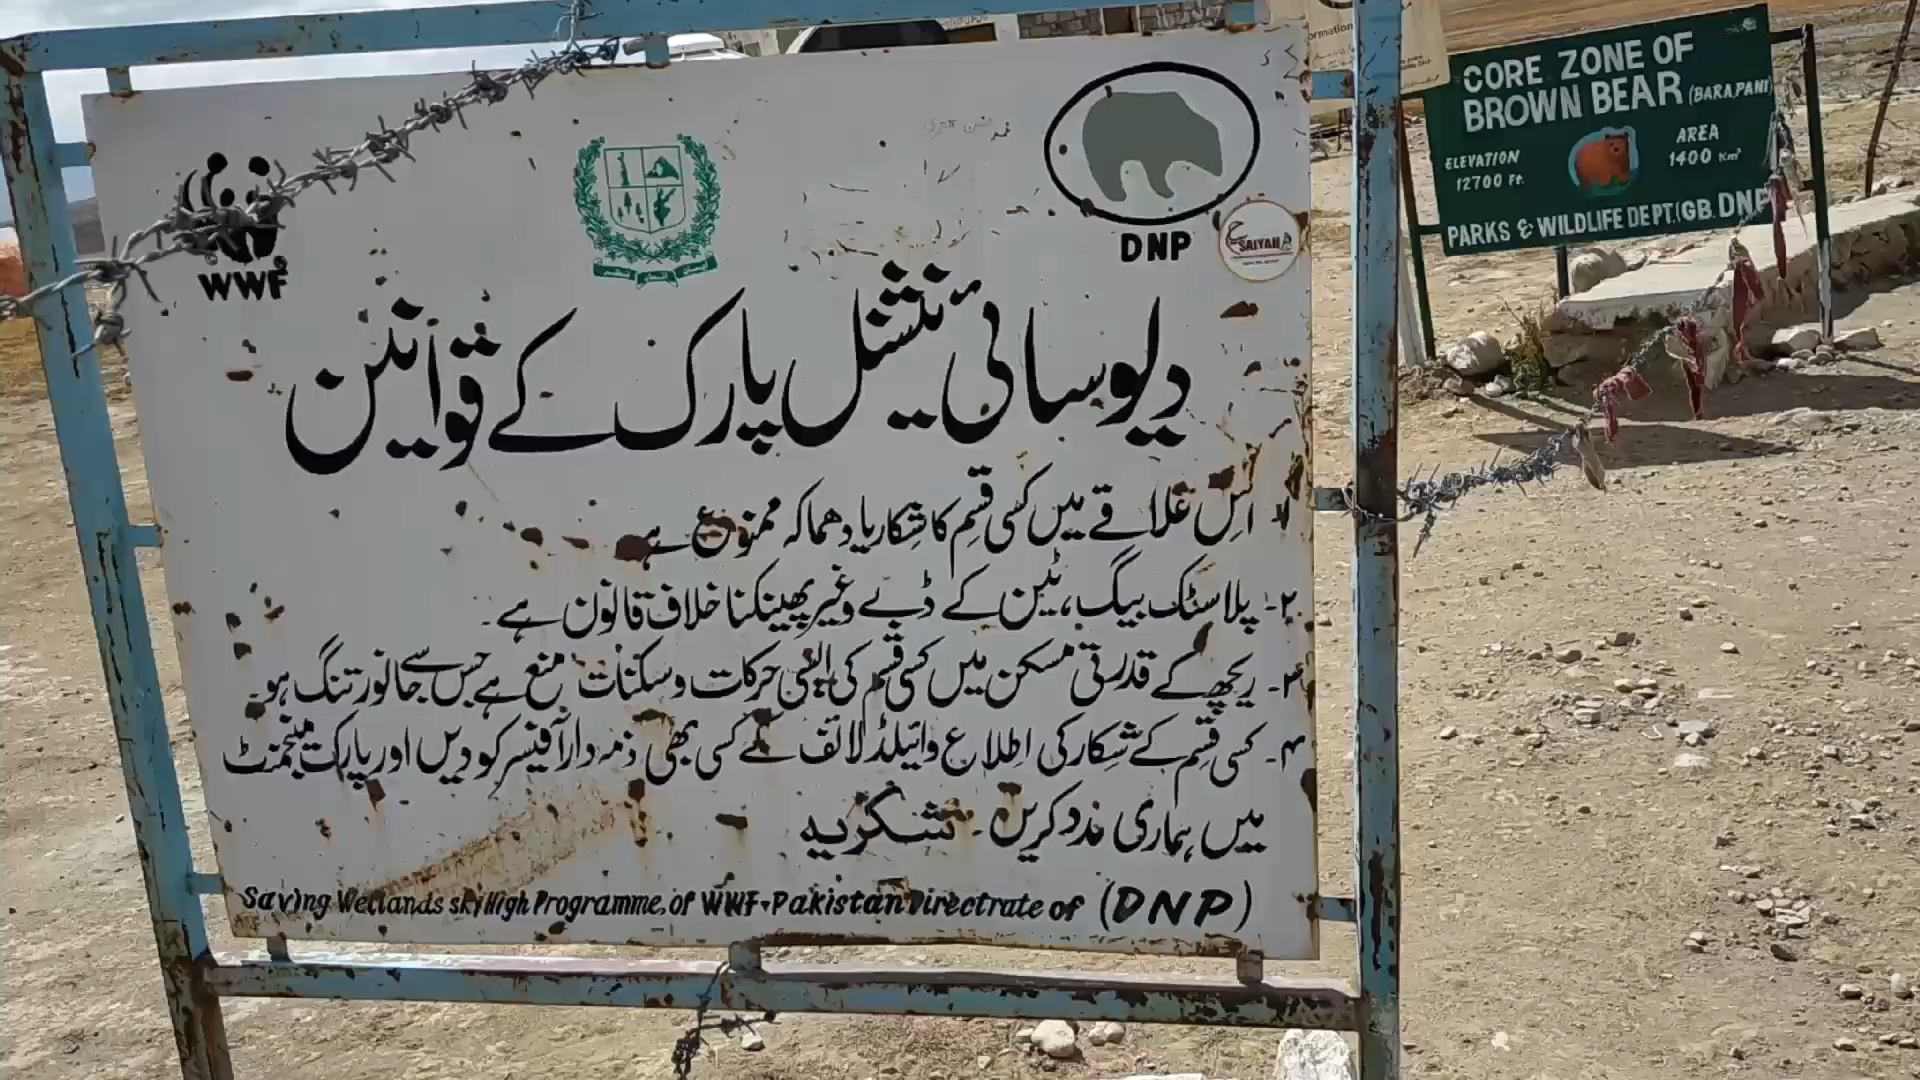 WWF
DNP
SAIYAH
دیوسائی نیشنل پارک کے قوانین
۱۔ اس علاقے میں کسی قسم کا شکار یا دھماکہ ممنوع ہے
۲۔ پلاسٹک بیگ، ٹین کے ڈبے وغیرہ پھینکنا خلاف قانون ہے۔
۳۔ ریچھ کے قدرتی مسکن میں کسی قسم کی ایسی حرکات و سکنات منع ہے جس سے جانور تنگ ہو۔
۴۔ کسی قسم کے شکار کی اطلاع وائیلڈ لائف کے کسی بھی ذمہ دار آفیسر کو دیں اور پارک مینجمنٹ
میں ہماری مدد کریں۔ شکریہ
Saving Wetlands sky High Programme, of WWF-Pakistan Directrate of (DNP)
CORE ZONE OF
BROWN BEAR (BARA PANI)
ELEVATION
12700 Ft.
AREA
1400 Km²
PARKS & WILDLIFE DEPT.(GB. DNP